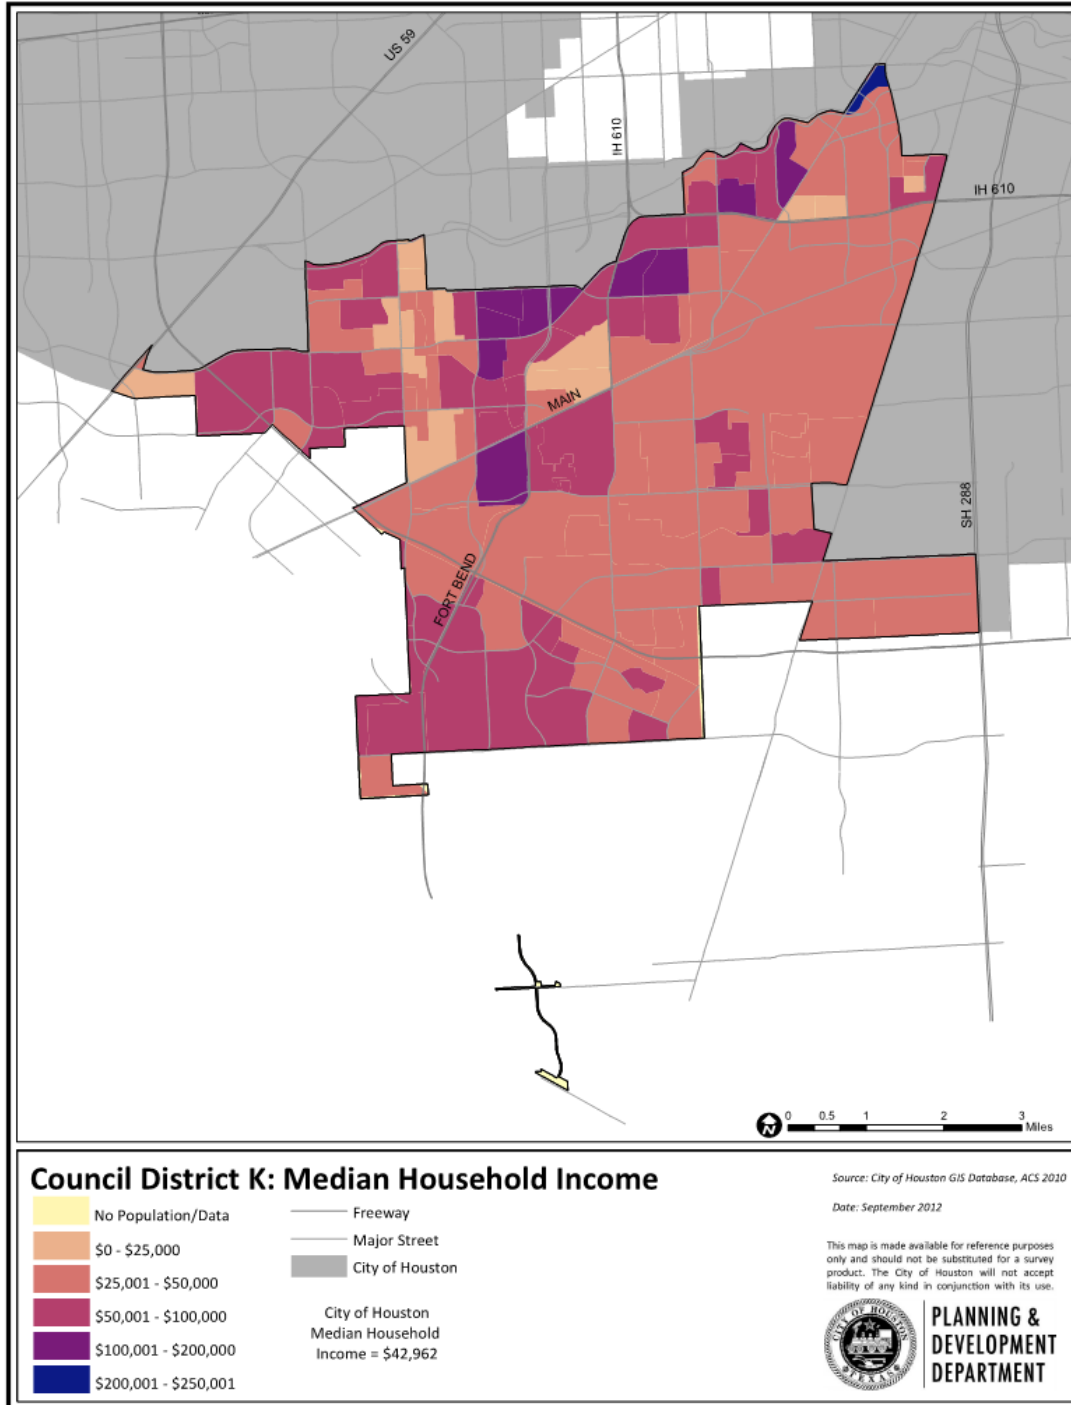 US 59
IH 610
IH 610
MAIN
SH 288
FORT BEND
N
0 0.5 1 2 3
Miles
Council District K: Median Household Income
No Population/Data
$0 - $25,000
$25,001 - $50,000
$50,001 - $100,000
$100,001 - $200,000
$200,001 - $250,001
Freeway
Major Street
City of Houston
City of Houston
Median Household
Income = $42,962
Source: City of Houston GIS Database, ACS 2010
Date: September 2012
This map is made available for reference purposes
only and should not be substituted for a survey
product. The City of Houston will not accept
liability of any kind in conjunction with its use.
CITY OF HOUSTON
TEXAS
PLANNING &
DEVELOPMENT
DEPARTMENT